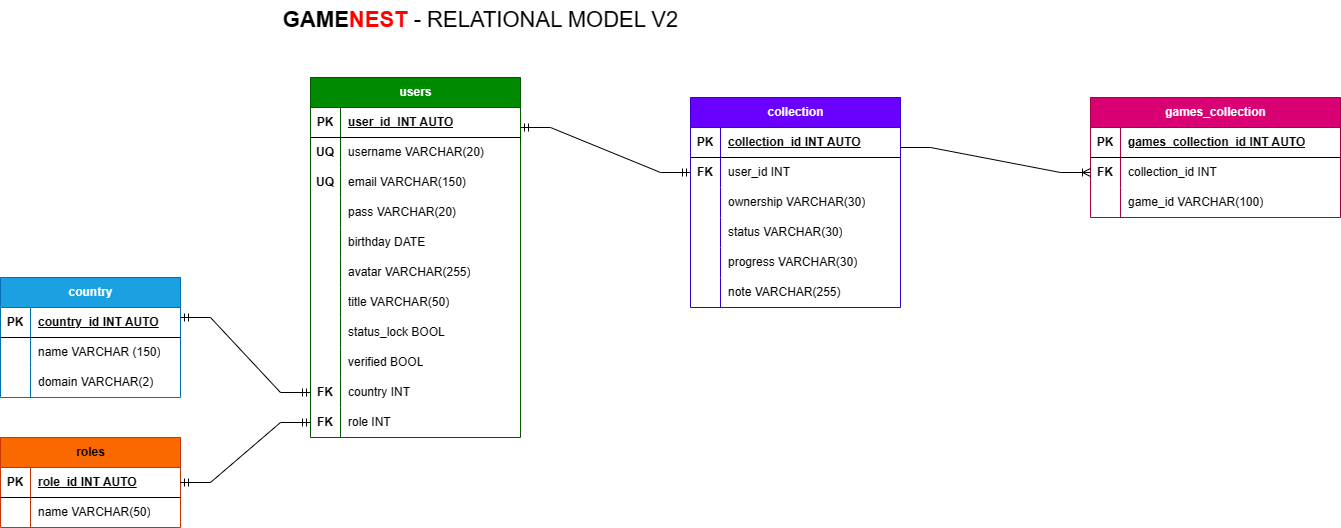 GAMENEST - RELATIONAL MODEL V2
users
PK user_id INT AUTO
UQ username VARCHAR(20)
UQ email VARCHAR(150)
pass VARCHAR(20)
birthday DATE
avatar VARCHAR(255)
title VARCHAR(50)
status_lock BOOL
verified BOOL
FK country INT
FK role INT
collection
PK collection_id INT AUTO
FK user_id INT
ownership VARCHAR(30)
status VARCHAR(30)
progress VARCHAR(30)
note VARCHAR(255)
games_collection
PK games_collection_id INT AUTO
FK collection_id INT
game_id VARCHAR(100)
country
PK country_id INT AUTO
name VARCHAR (150)
domain VARCHAR(2)
roles
PK role_id INT AUTO
name VARCHAR(50)